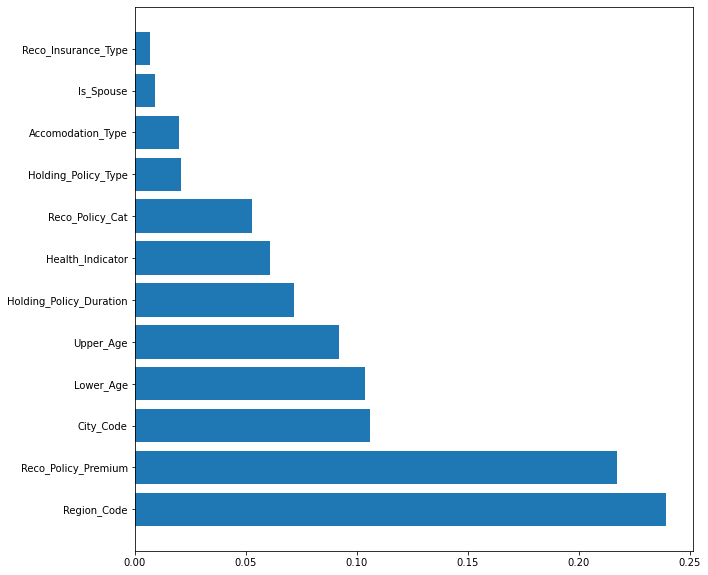 Reco_Insurance_Type
Is_Spouse
Accomodation_Type
Holding_Policy_Type
Reco_Policy_Cat
Health_Indicator
Holding_Policy_Duration
Upper_Age
Lower_Age
City_Code
Reco_Policy_Premium
Region_Code
0.00 0.05 0.10 0.15 0.20 0.25